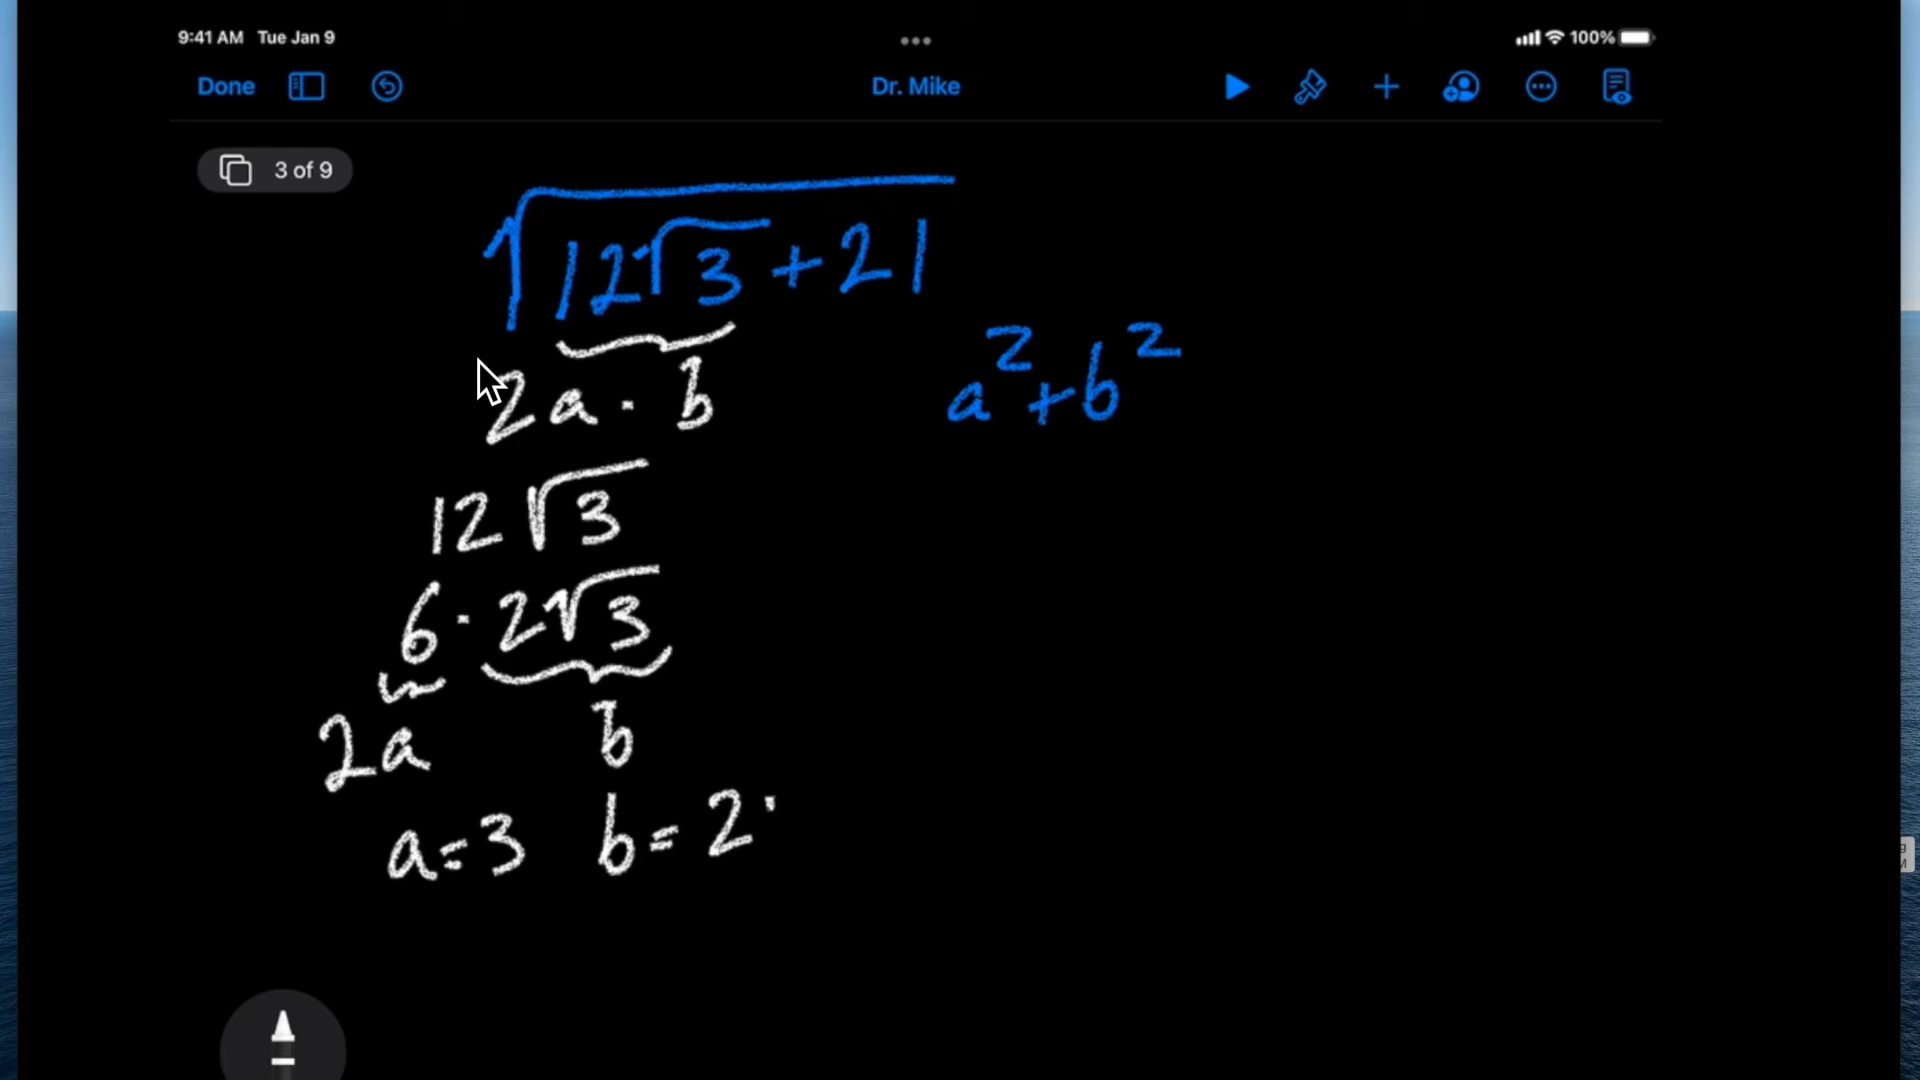 9:41 AM Tue Jan 9
100%
Done
Dr. Mike
3 of 9
√(12√3 + 21)
2a · b
a² + b²
12√3
6 · 2√3
2a b
a = 3 b = 2